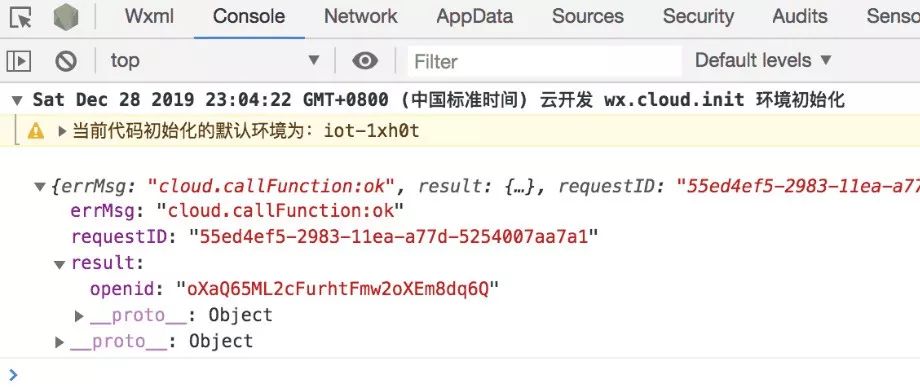 Wxml Console Network AppData Sources Security Audits Senso
top Filter Default levels
Sat Dec 28 2019 23:04:22 GMT+0800 (中国标准时间) 云开发 wx.cloud.init 环境初始化
当前代码初始化的默认环境为：iot-1xh0t
{errMsg: "cloud.callFunction:ok", result: {…}, requestID: "55ed4ef5-2983-11ea-a77
errMsg: "cloud.callFunction:ok"
requestID: "55ed4ef5-2983-11ea-a77d-5254007aa7a1"
result:
openid: "oXaQ65ML2cFurhtFmw2oXEm8dq6Q"
__proto__: Object
__proto__: Object